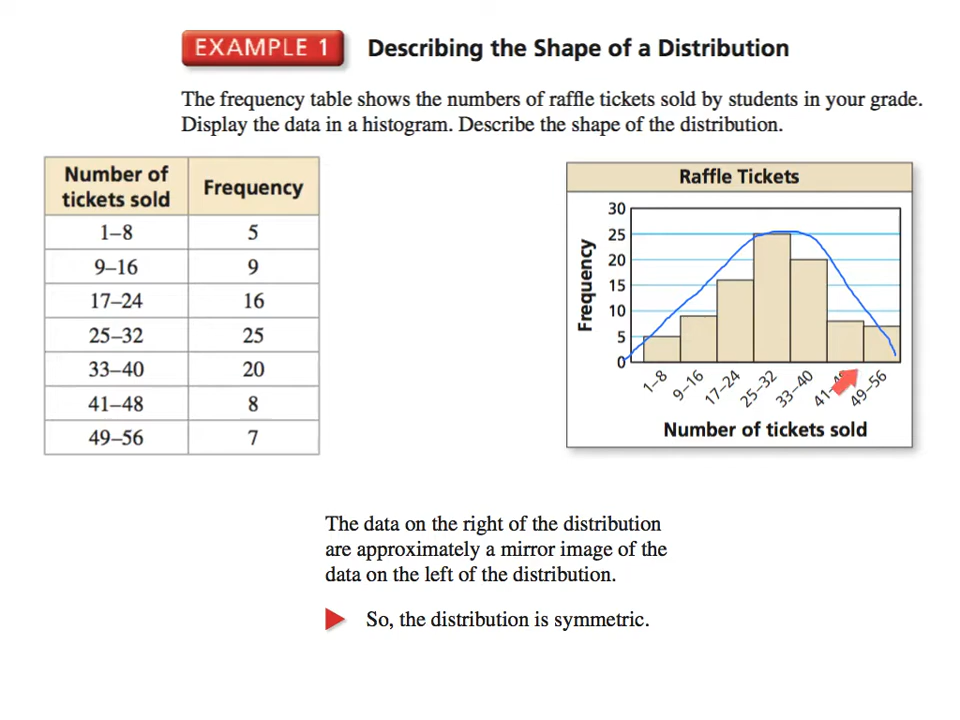 EXAMPLE 1 Describing the Shape of a Distribution
The frequency table shows the numbers of raffle tickets sold by students in your grade.
Display the data in a histogram. Describe the shape of the distribution.
Number of tickets sold Frequency
1–8 5
9–16 9
17–24 16
25–32 25
33–40 20
41–48 8
49–56 7
Raffle Tickets
Frequency
30
25
20
15
10
5
0
1–8 9–16 17–24 25–32 33–40 49–56
Number of tickets sold
The data on the right of the distribution
are approximately a mirror image of the
data on the left of the distribution.
So, the distribution is symmetric.